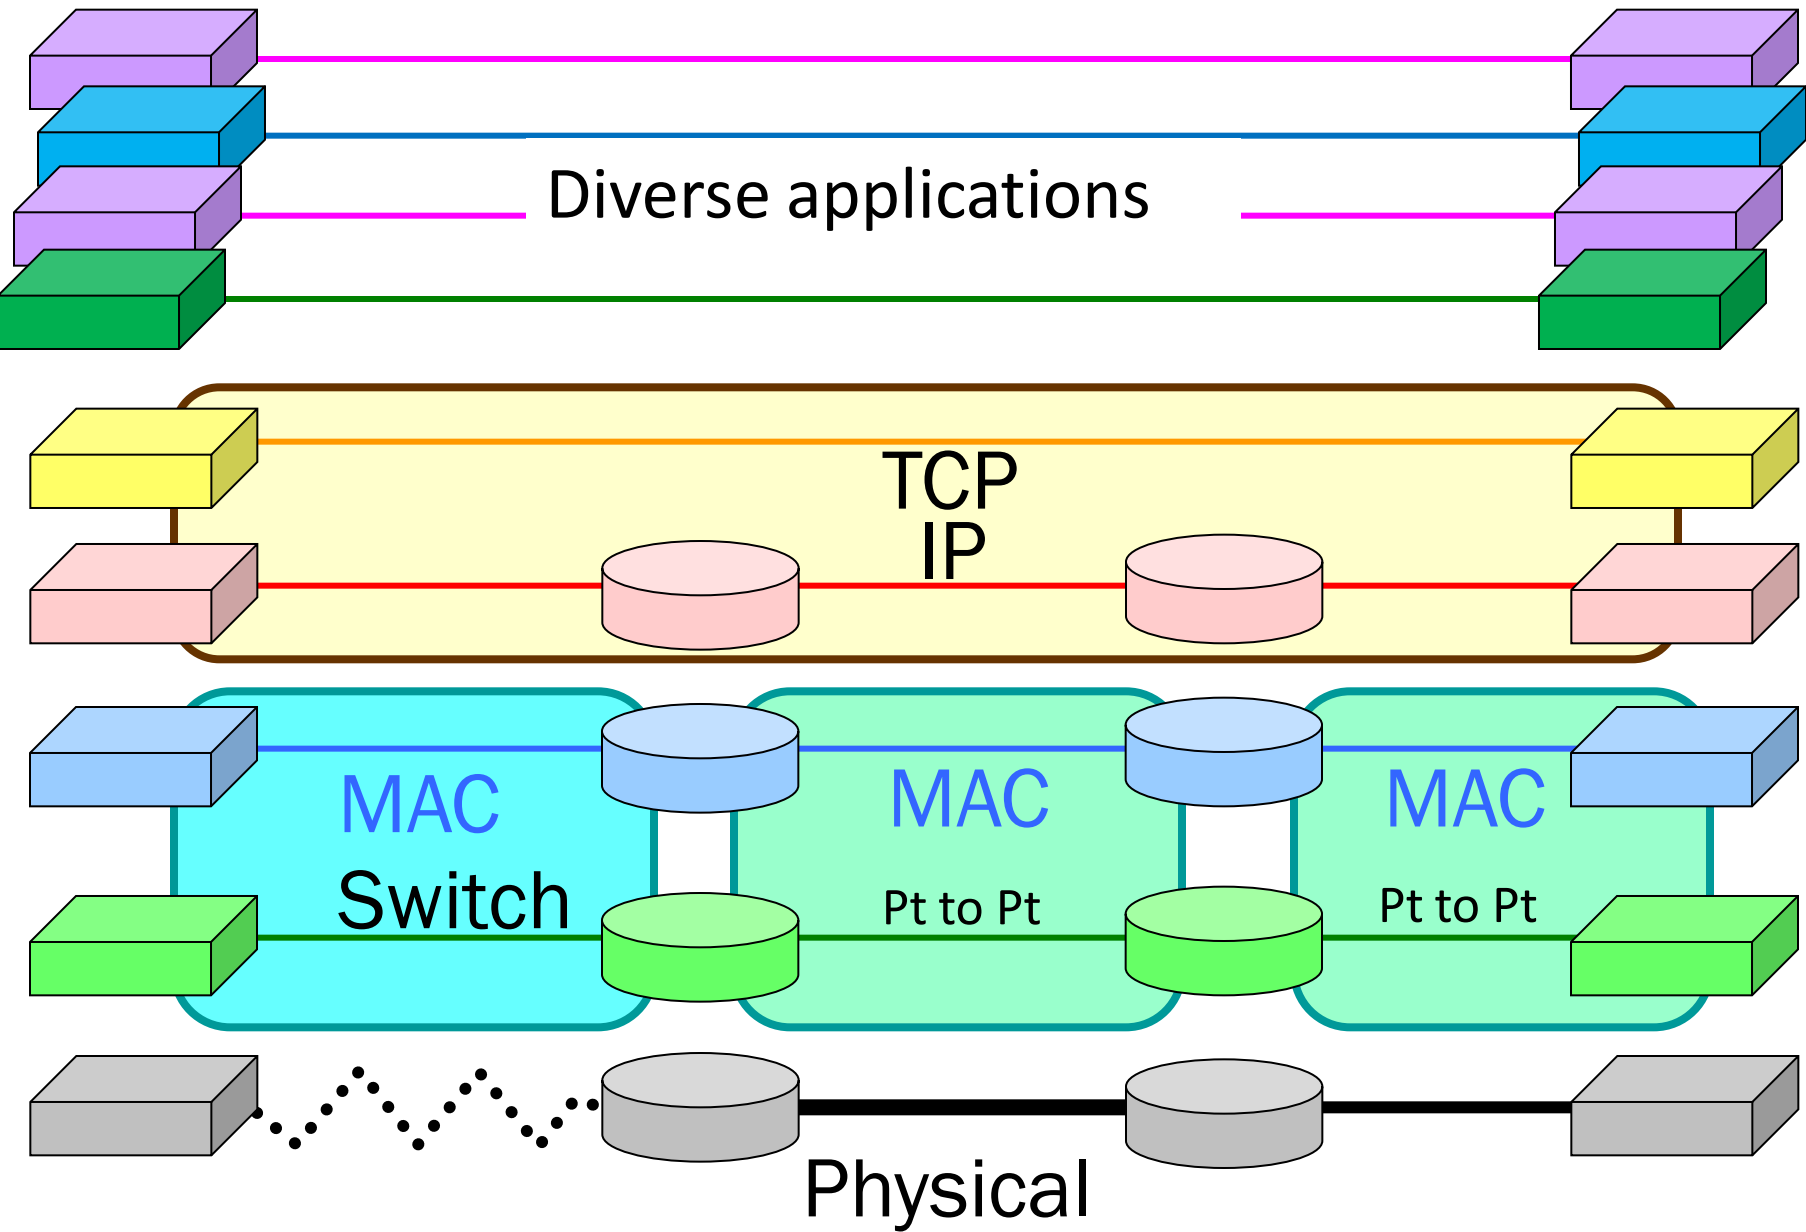 Diverse applications
TCP
IP
MAC
MAC
MAC
Switch
Pt to Pt
Pt to Pt
Physical